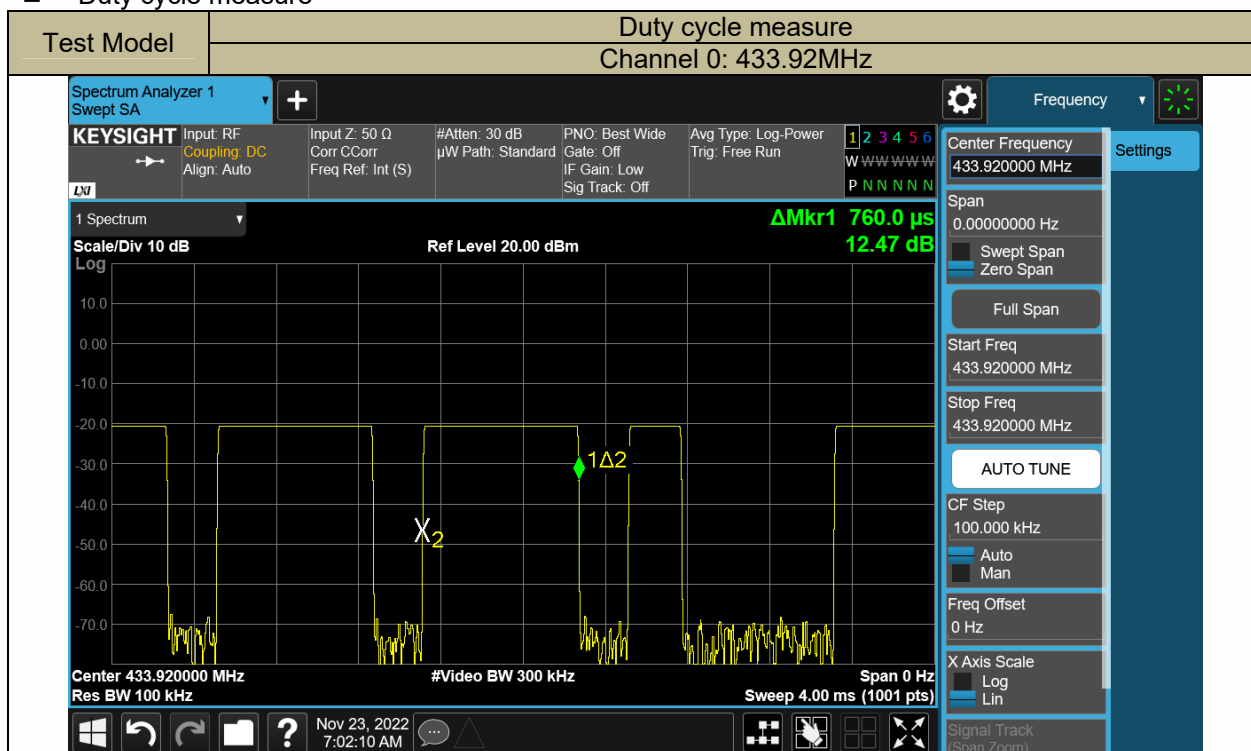 Duty cycle measure
Test Model
Duty cycle measure
Channel 0: 433.92MHz
Spectrum Analyzer 1
Swept SA
Frequency
KEYSIGHT
Input: RF
Coupling: DC
Align: Auto
Input Z: 50 Ω
Corr CCorr
Freq Ref: Int (S)
#Atten: 30 dB
µW Path: Standard
PNO: Best Wide
Gate: Off
IF Gain: Low
Sig Track: Off
Avg Type: Log-Power
Trig: Free Run
1 2 3 4 5 6
W W W W W W
P N N N N N
LXI
1 Spectrum
Scale/Div 10 dB
Log
Ref Level 20.00 dBm
ΔMkr1 760.0 µs
12.47 dB
10.0
0.00
-10.0
-20.0
-30.0
-40.0
-50.0
-60.0
-70.0
1Δ2
X2
Center 433.920000 MHz
Res BW 100 kHz
#Video BW 300 kHz
Span 0 Hz
Sweep 4.00 ms (1001 pts)
Nov 23, 2022
7:02:10 AM
Settings
Center Frequency
433.920000 MHz
Span
0.00000000 Hz
Swept Span
Zero Span
Full Span
Start Freq
433.920000 MHz
Stop Freq
433.920000 MHz
AUTO TUNE
CF Step
100.000 kHz
Auto
Man
Freq Offset
0 Hz
X Axis Scale
Log
Lin
Signal Track
(Span Zoom)